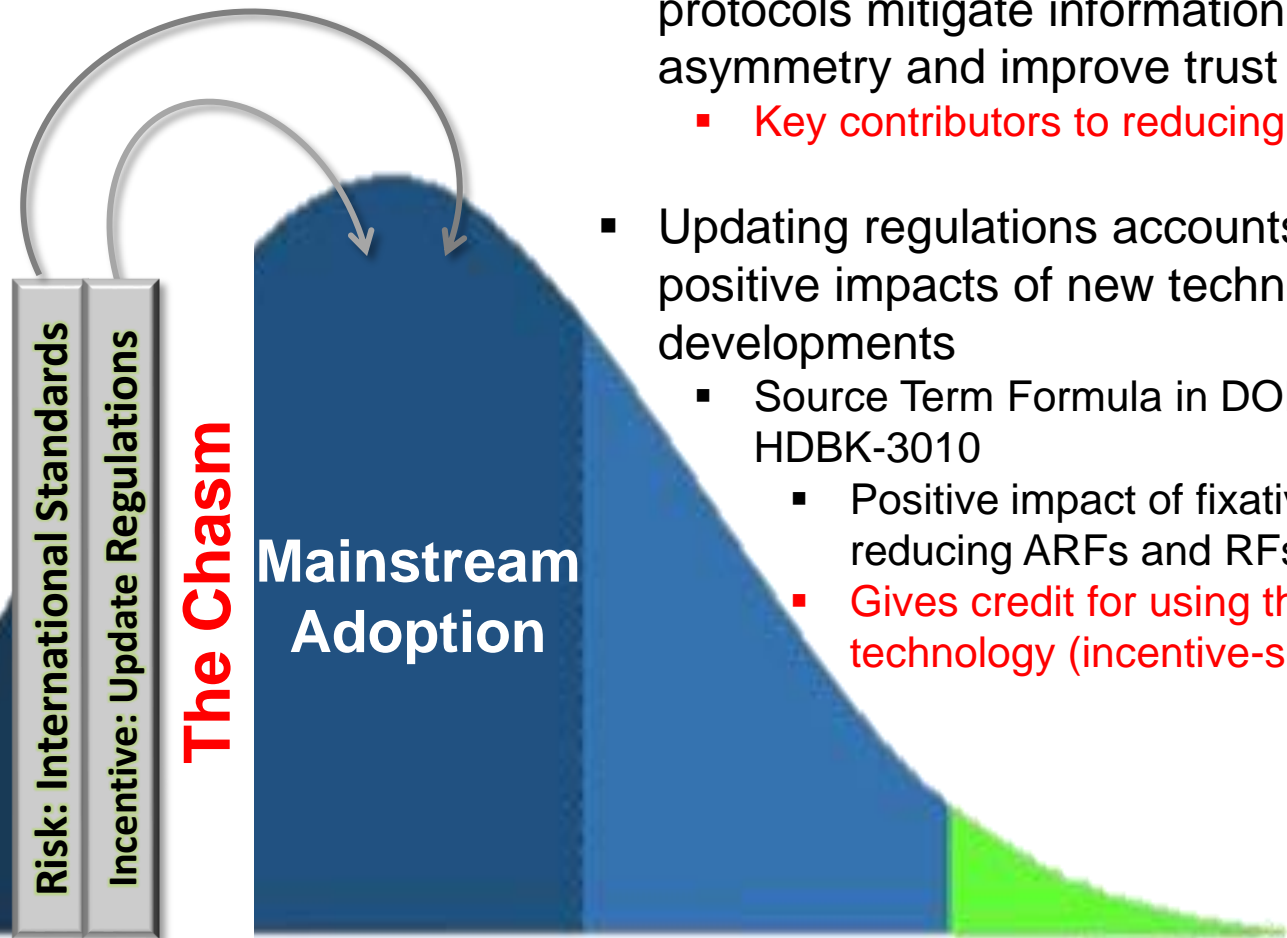 protocols mitigate information
asymmetry and improve trust
▪ Key contributors to reducing
▪ Updating regulations accounts
positive impacts of new techn
developments
▪ Source Term Formula in DO
HDBK-3010
▪ Positive impact of fixativ
reducing ARFs and RFs
▪ Gives credit for using th
technology (incentive-s
Risk: International Standards
Incentive: Update Regulations
The Chasm
Mainstream
Adoption